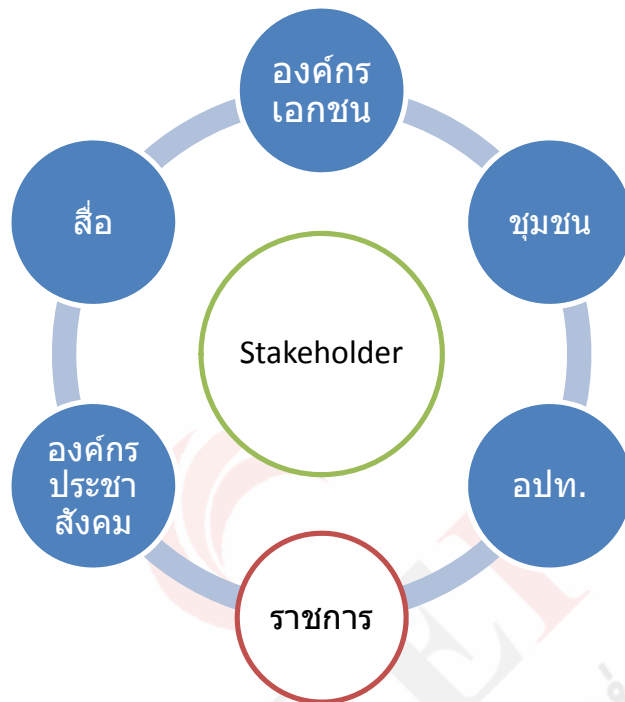 องค์กร
เอกชน
สื่อ
ชุมชน
Stakeholder
องค์กร
ประชา
สังคม
อปท.
ราชการ